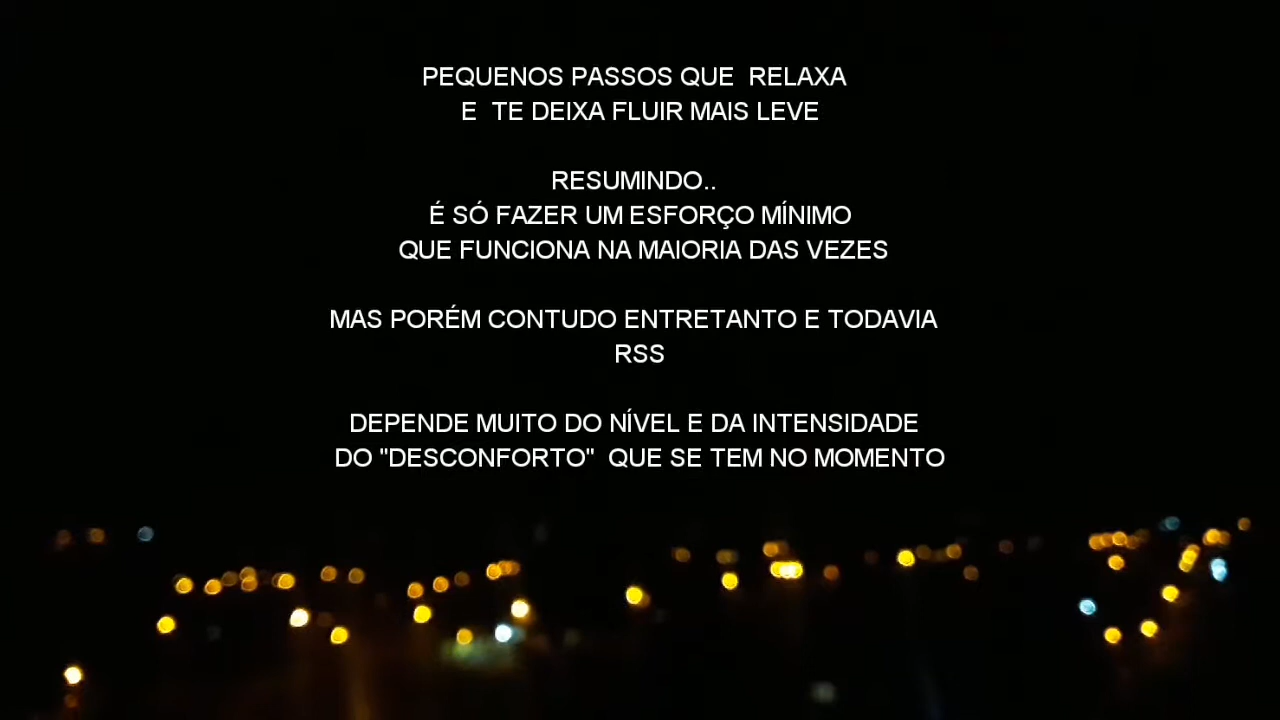 PEQUENOS PASSOS QUE  RELAXA
E  TE DEIXA FLUIR MAIS LEVE
RESUMINDO..
É SÓ FAZER UM ESFORÇO MÍNIMO
QUE FUNCIONA NA MAIORIA DAS VEZES
MAS PORÉM CONTUDO ENTRETANTO E TODAVIA
RSS
DEPENDE MUITO DO NÍVEL E DA INTENSIDADE
DO "DESCONFORTO"  QUE SE TEM NO MOMENTO